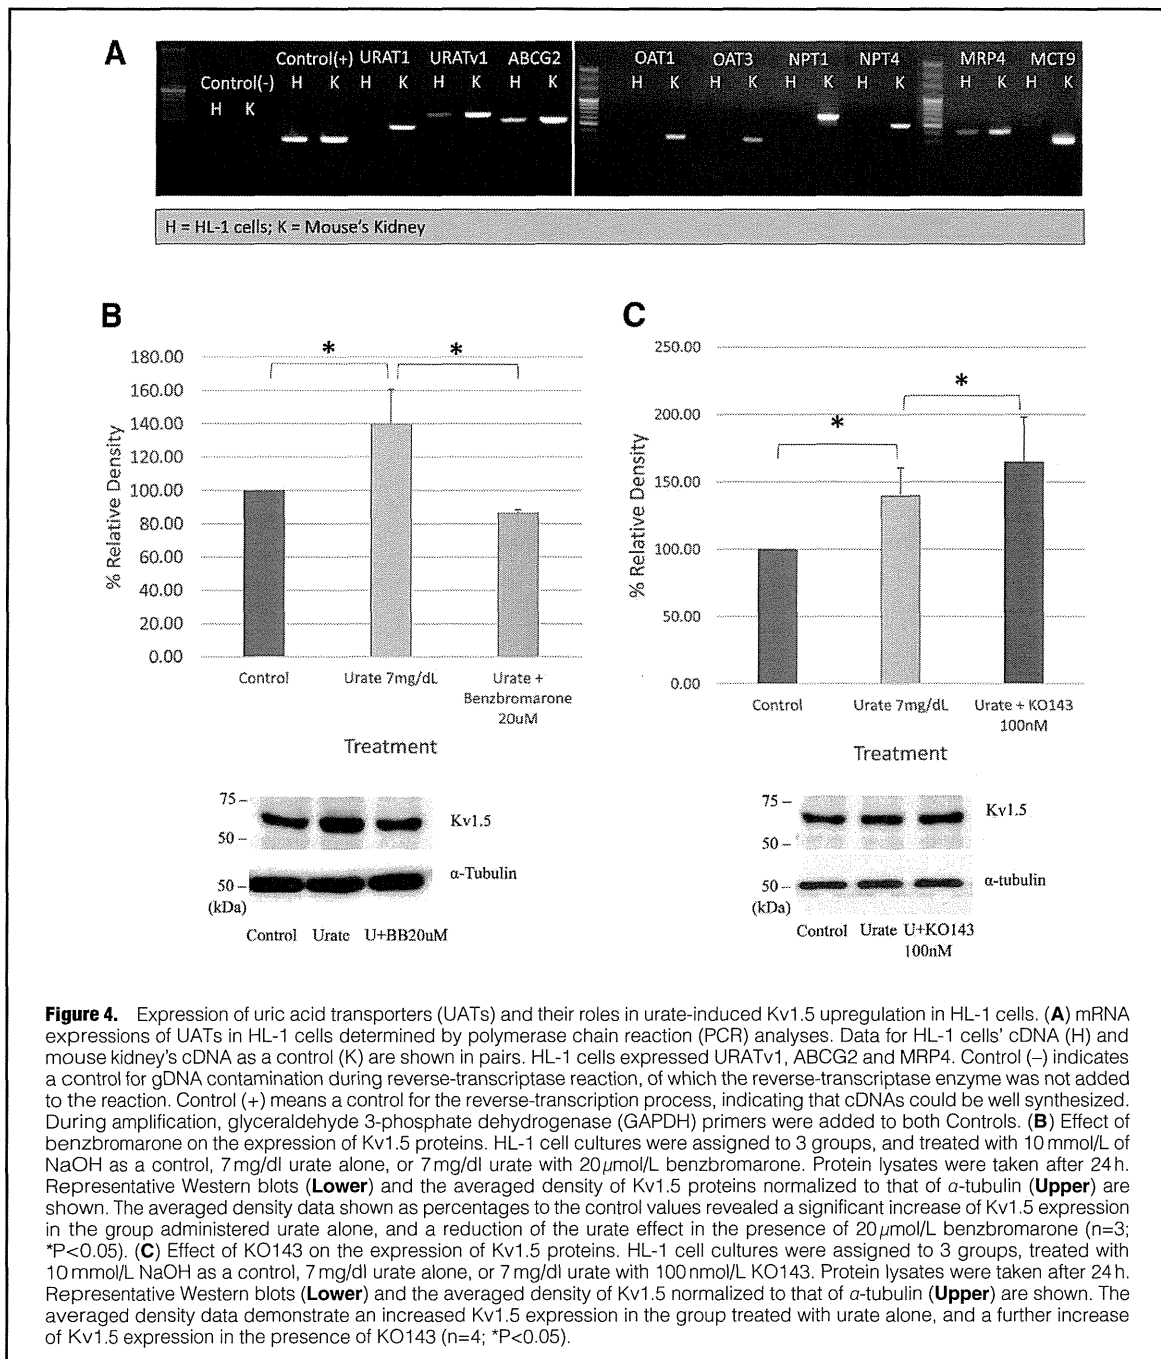 A
Control(+) URAT1 URATv1 ABCG2 OAT1 OAT3 NPT1 NPT4 MRP4 MCT9
Control(-) H K H K H K H K H K H K H K H K H K H K
H K
H = HL-1 cells; K = Mouse's Kidney
B
% Relative Density
180.00
160.00
140.00
120.00
100.00
80.00
60.00
40.00
20.00
0.00
* *
Control Urate 7mg/dL Urate +
Benzbromarone
20uM
Treatment
75 –
Kv1.5
50 –
α-Tubulin
50 –
(kDa)
Control Urate U+BB20uM
C
% Relative Density
250.00
200.00
150.00
100.00
50.00
0.00
* *
Control Urate 7mg/dL Urate + KO143
100nM
Treatment
75 –
Kv1.5
50 –
α-tubulin
50 –
(kDa)
Control Urate U+KO143
100nM
Figure 4. Expression of uric acid transporters (UATs) and their roles in urate-induced Kv1.5 upregulation in HL-1 cells. (A) mRNA
expressions of UATs in HL-1 cells determined by polymerase chain reaction (PCR) analyses. Data for HL-1 cells' cDNA (H) and
mouse kidney's cDNA as a control (K) are shown in pairs. HL-1 cells expressed URATv1, ABCG2 and MRP4. Control (–) indicates
a control for gDNA contamination during reverse-transcriptase reaction, of which the reverse-transcriptase enzyme was not added
to the reaction. Control (+) means a control for the reverse-transcription process, indicating that cDNAs could be well synthesized.
During amplification, glyceraldehyde 3-phosphate dehydrogenase (GAPDH) primers were added to both Controls. (B) Effect of
benzbromarone on the expression of Kv1.5 proteins. HL-1 cell cultures were assigned to 3 groups, and treated with 10 mmol/L of
NaOH as a control, 7 mg/dl urate alone, or 7 mg/dl urate with 20 μmol/L benzbromarone. Protein lysates were taken after 24 h.
Representative Western blots (Lower) and the averaged density of Kv1.5 proteins normalized to that of α-tubulin (Upper) are
shown. The averaged density data shown as percentages to the control values revealed a significant increase of Kv1.5 expression
in the group administered urate alone, and a reduction of the urate effect in the presence of 20 μmol/L benzbromarone (n=3;
*P<0.05). (C) Effect of KO143 on the expression of Kv1.5 proteins. HL-1 cell cultures were assigned to 3 groups, treated with
10 mmol/L NaOH as a control, 7 mg/dl urate alone, or 7 mg/dl urate with 100 nmol/L KO143. Protein lysates were taken after 24 h.
Representative Western blots (Lower) and the averaged density of Kv1.5 normalized to that of α-tubulin (Upper) are shown. The
averaged density data demonstrate an increased Kv1.5 expression in the group treated with urate alone, and a further increase
of Kv1.5 expression in the presence of KO143 (n=4; *P<0.05).